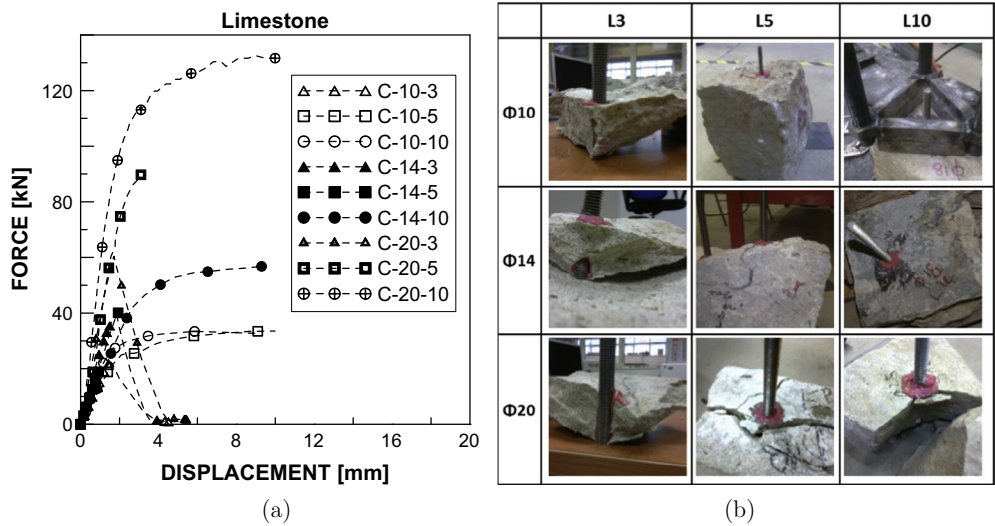 Limestone
FORCE [kN]
120
80
40
0
0 4 8 12 16 20
DISPLACEMENT [mm]
C-10-3
C-10-5
C-10-10
C-14-3
C-14-5
C-14-10
C-20-3
C-20-5
C-20-10
(a)
L3 L5 L10
Φ10
Φ14
Φ20
Φ18
(b)